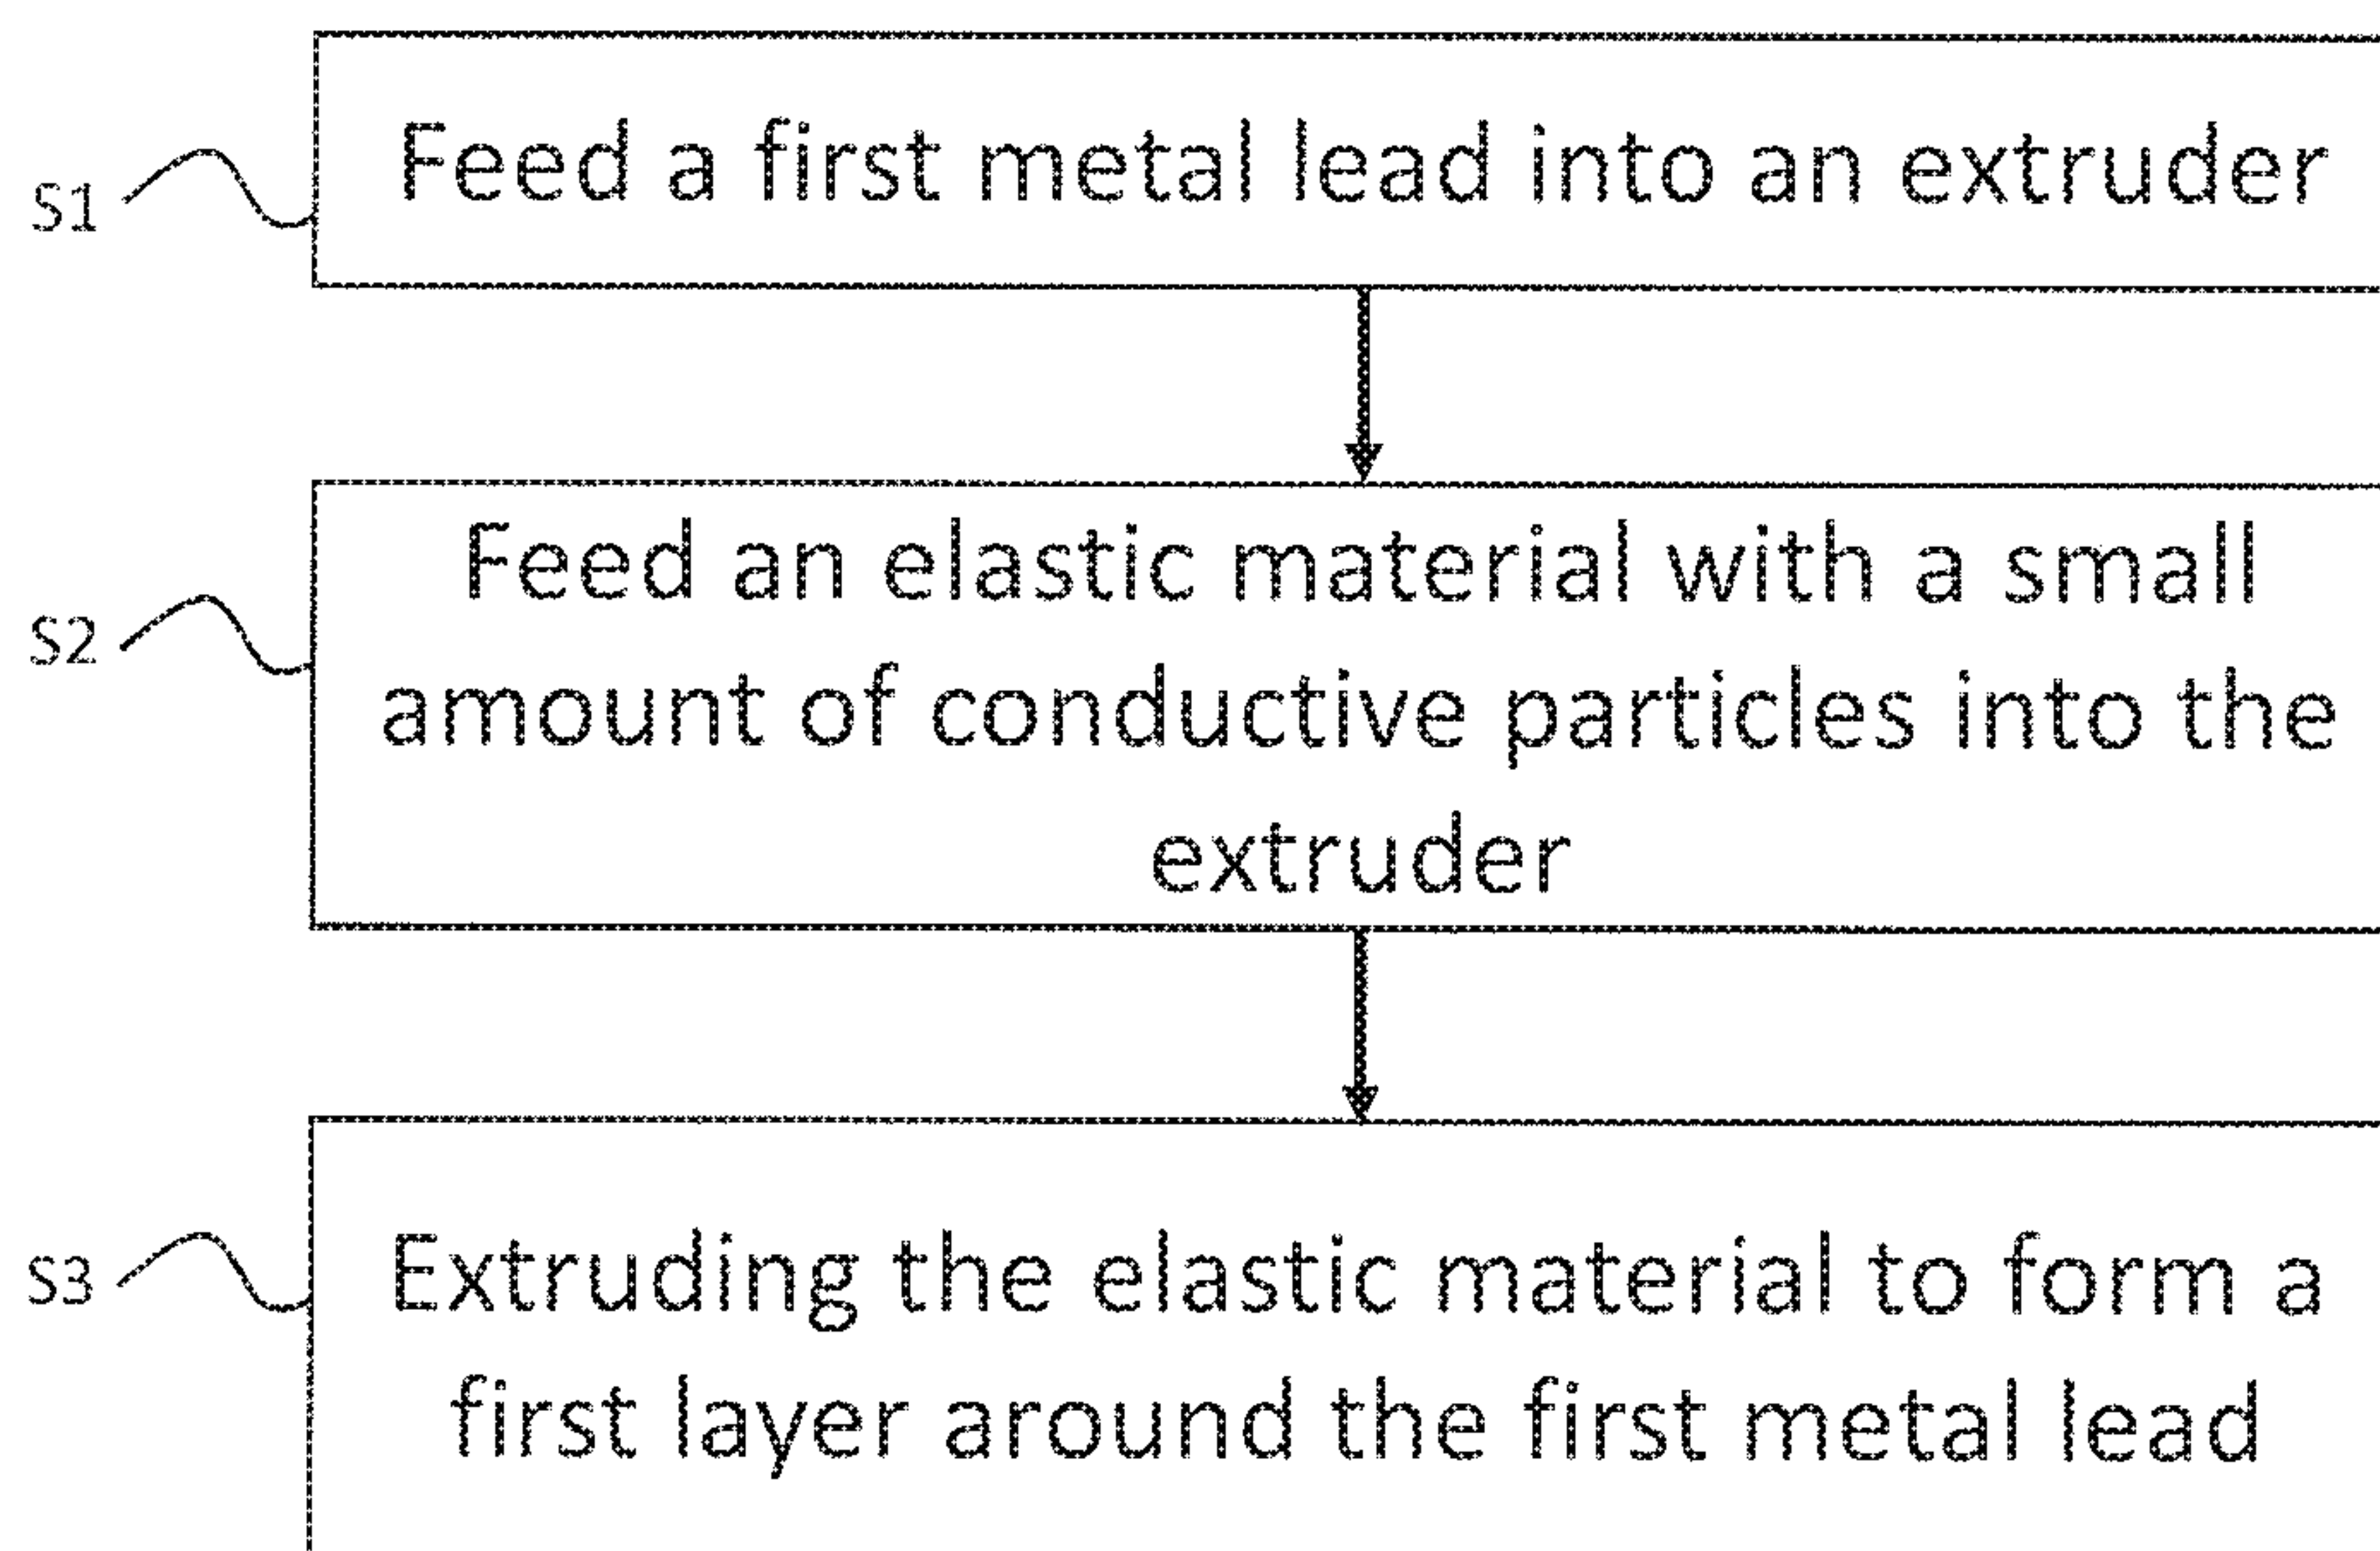 S1
Feed a first metal lead into an extruder
S2
Feed an elastic material with a small
amount of conductive particles into the
extruder
S3
Extruding the elastic material to form a
first layer around the first metal lead